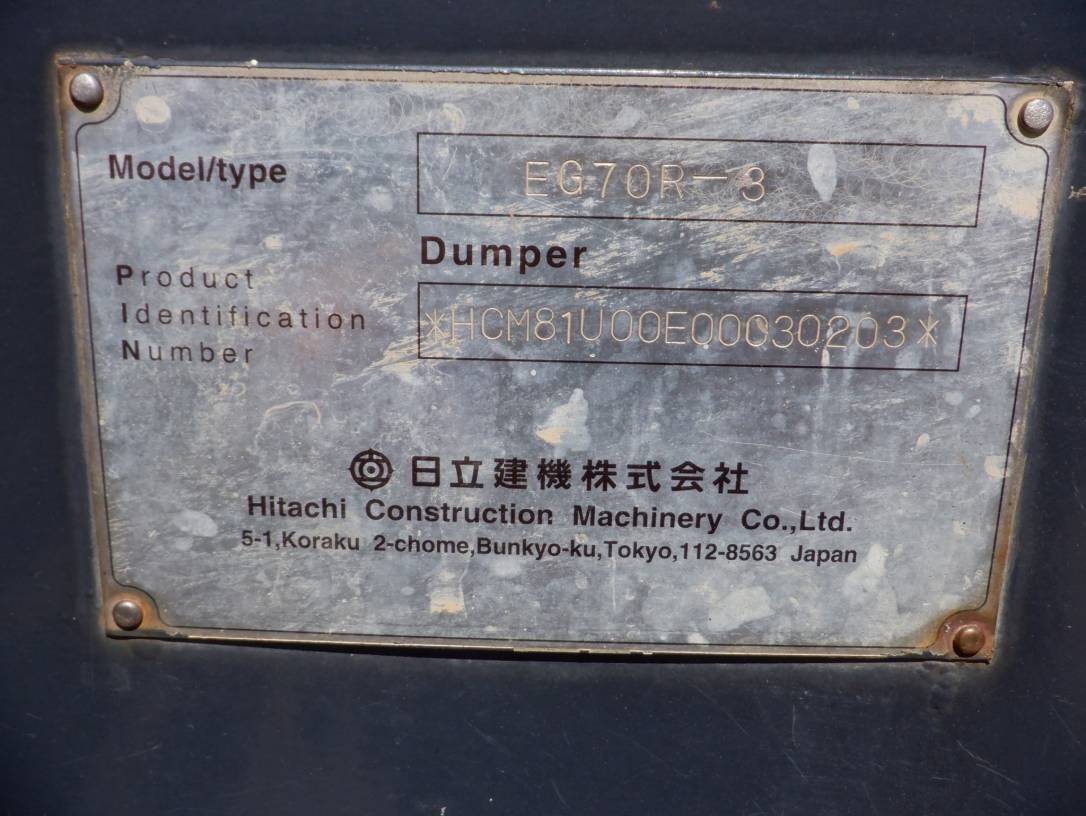 Model/type EG70R-3
Dumper
Product
Identification *HCM81U00E00030203*
Number
日立建機株式会社
Hitachi Construction Machinery Co.,Ltd.
5-1,Koraku 2-chome,Bunkyo-ku,Tokyo,112-8563 Japan